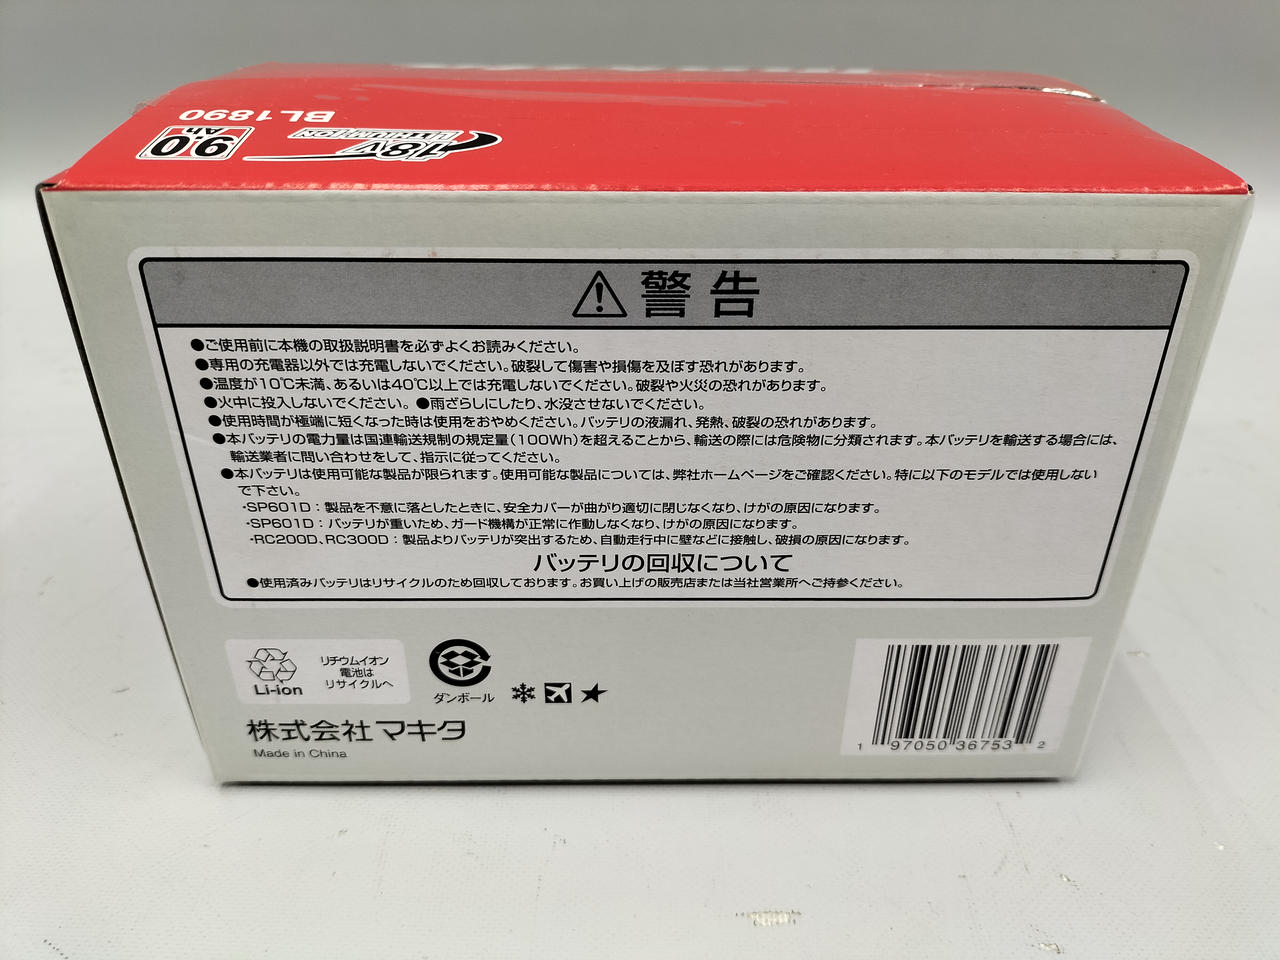 BL1890
9.0
Ah
18V
LITHIUM-ION
警告
●ご使用前に本機の取扱説明書を必ずよくお読みください。
●専用の充電器以外では充電しないでください。破裂して傷害や損傷を及ぼす恐れがあります。
●温度が10℃未満、あるいは40℃以上では充電しないでください。破裂や火災の恐れがあります。
●火中に投入しないでください。●雨ざらしにしたり、水没させないでください。
●使用時間が極端に短くなった時は使用をおやめください。バッテリの液漏れ、発熱、破裂の恐れがあります。
●本バッテリの電力量は国連輸送規制の規定量(100Wh)を超えることから、輸送の際には危険物に分類されます。本バッテリを輸送する場合には、
輸送業者に問い合わせをして、指示に従ってください。
●本バッテリは使用可能な製品が限られます。使用可能な製品については、弊社ホームページをご確認ください。特に以下のモデルでは使用しない
で下さい。
・SP601D：製品を不意に落としたときに、安全カバーが曲がり適切に閉じなくなり、けがの原因になります。
・SP601D：バッテリが重いため、ガード機構が正常に作動しなくなり、けがの原因になります。
・RC200D、RC300D：製品よりバッテリが突出するため、自動走行中に壁などに接触し、破損の原因になります。
バッテリの回収について
●使用済みバッテリはリサイクルのため回収しております。お買い上げの販売店または当社営業所へご持参ください。
Li-ion
リチウムイオン
電池は
リサイクルへ
ダンボール
株式会社マキタ
Made in China
1 97050 36753 2